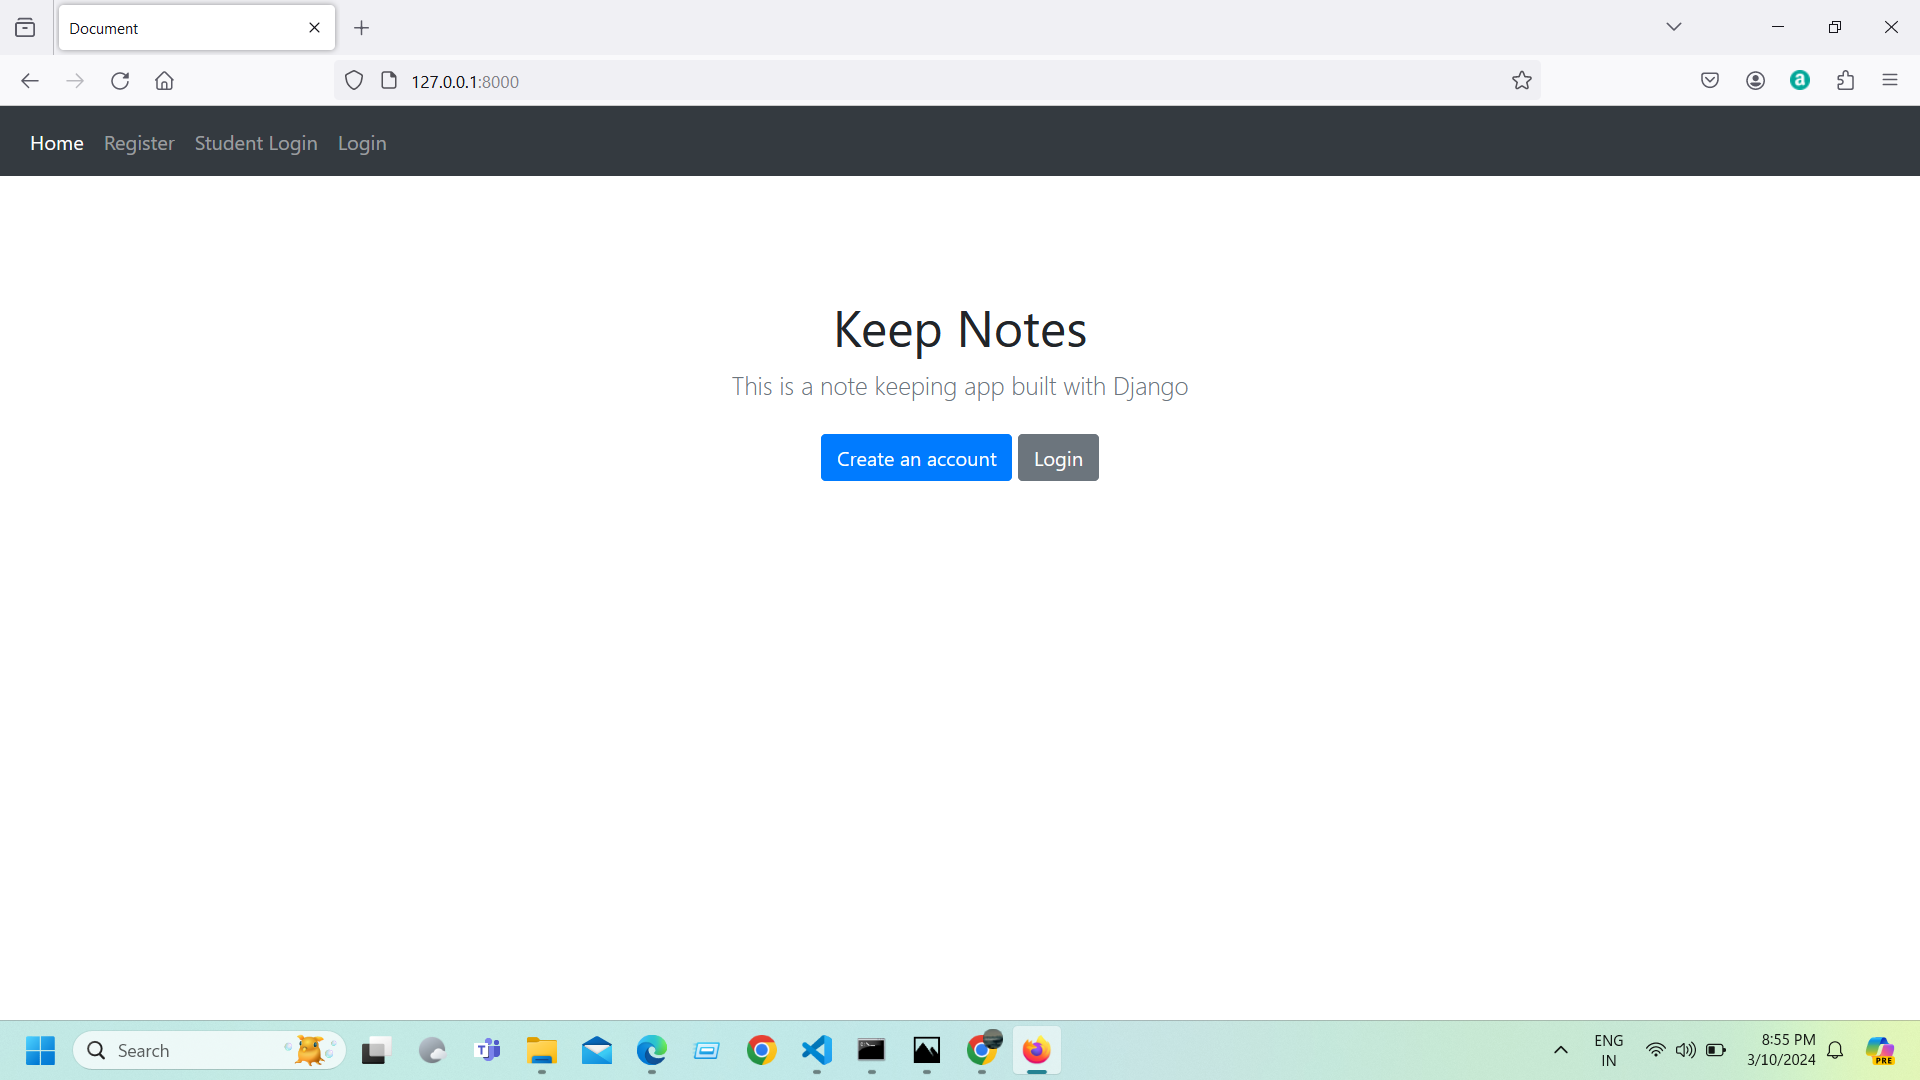 Document
127.0.0.1:8000
Home Register Student Login Login
Keep Notes
This is a note keeping app built with Django
Create an account Login
Search
ENG
IN
8:55 PM
3/10/2024
PRE